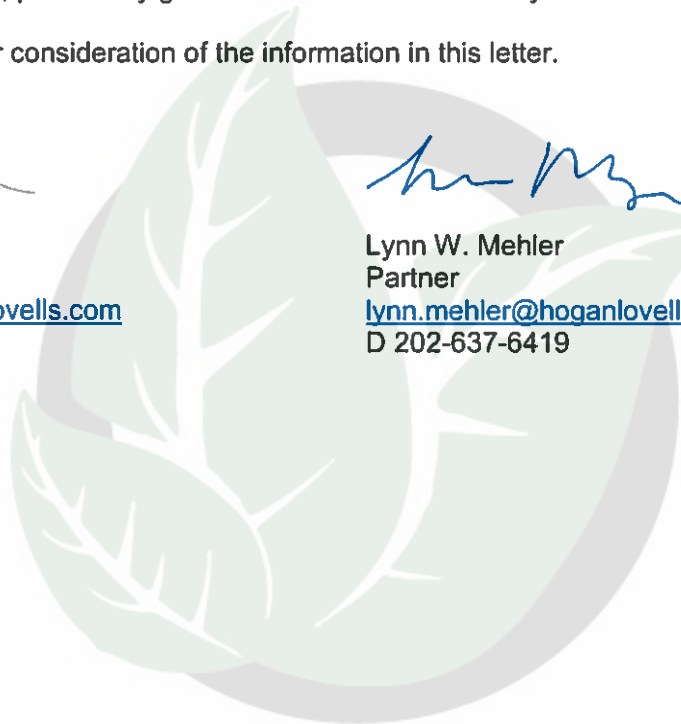 consideration of the information in this letter.
Lynn W. Mehler
Partner
ovells.com
lynn.mehler@hoganlovell
D 202-637-6419